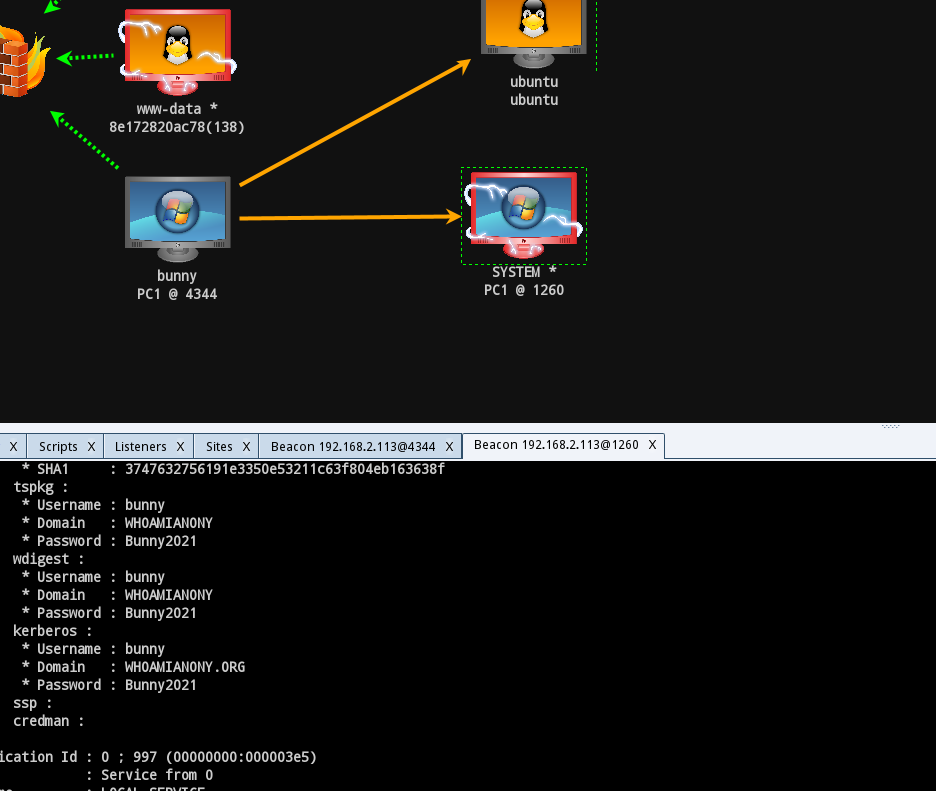 ubuntu
ubuntu
www-data *
8e172820ac78(138)
bunny
PC1 @ 4344
SYSTEM *
PC1 @ 1260
X Scripts X Listeners X Sites X Beacon 192.168.2.113@4344 X Beacon 192.168.2.113@1260 X
* SHA1 : 3747632756191e3350e53211c63f804eb163638f
tspkg :
* Username : bunny
* Domain : WHOAMIANONY
* Password : Bunny2021
wdigest :
* Username : bunny
* Domain : WHOAMIANONY
* Password : Bunny2021
kerberos :
* Username : bunny
* Domain : WHOAMIANONY.ORG
* Password : Bunny2021
ssp :
credman :
ication Id : 0 ; 997 (00000000:000003e5)
: Service from 0
: LOCAL SERVICE